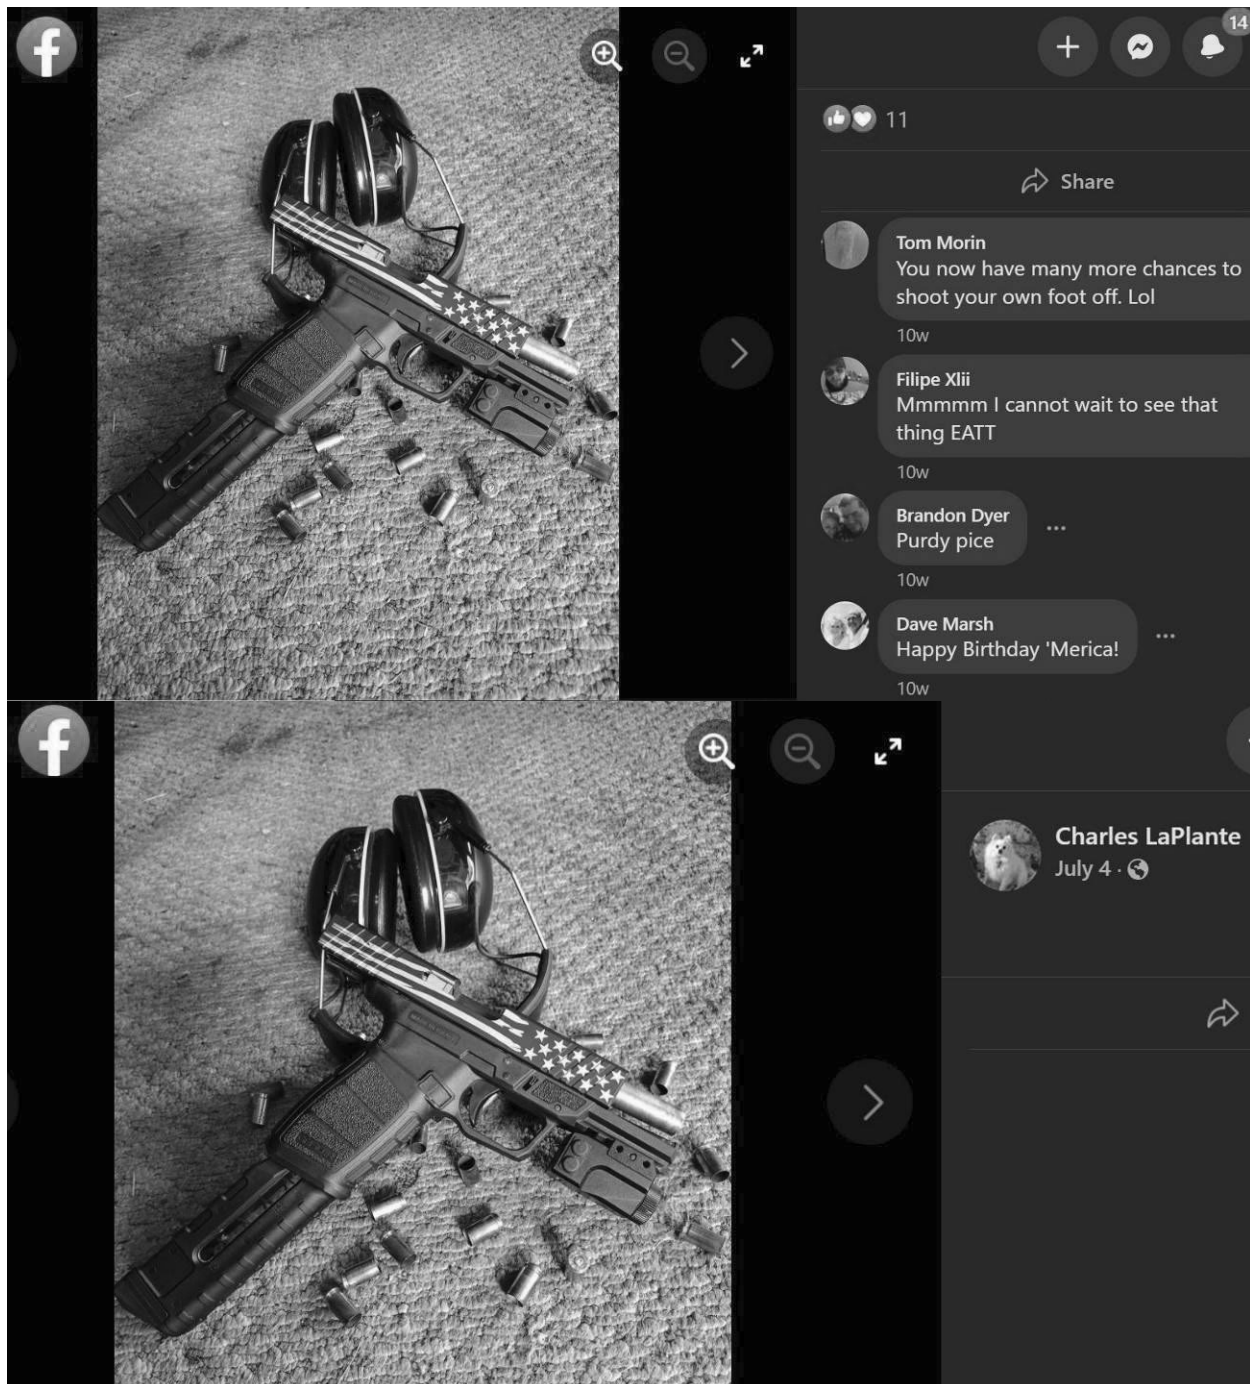 f
14
11
Share
Tom Morin
You now have many more chances to
shoot your own foot off. Lol
10w
Filipe Xlii
Mmmmm I cannot wait to see that
thing EATT
10w
Brandon Dyer
Purdy pice
10w
Dave Marsh
Happy Birthday 'Merica!
10w
f
Charles LaPlante
July 4 ·